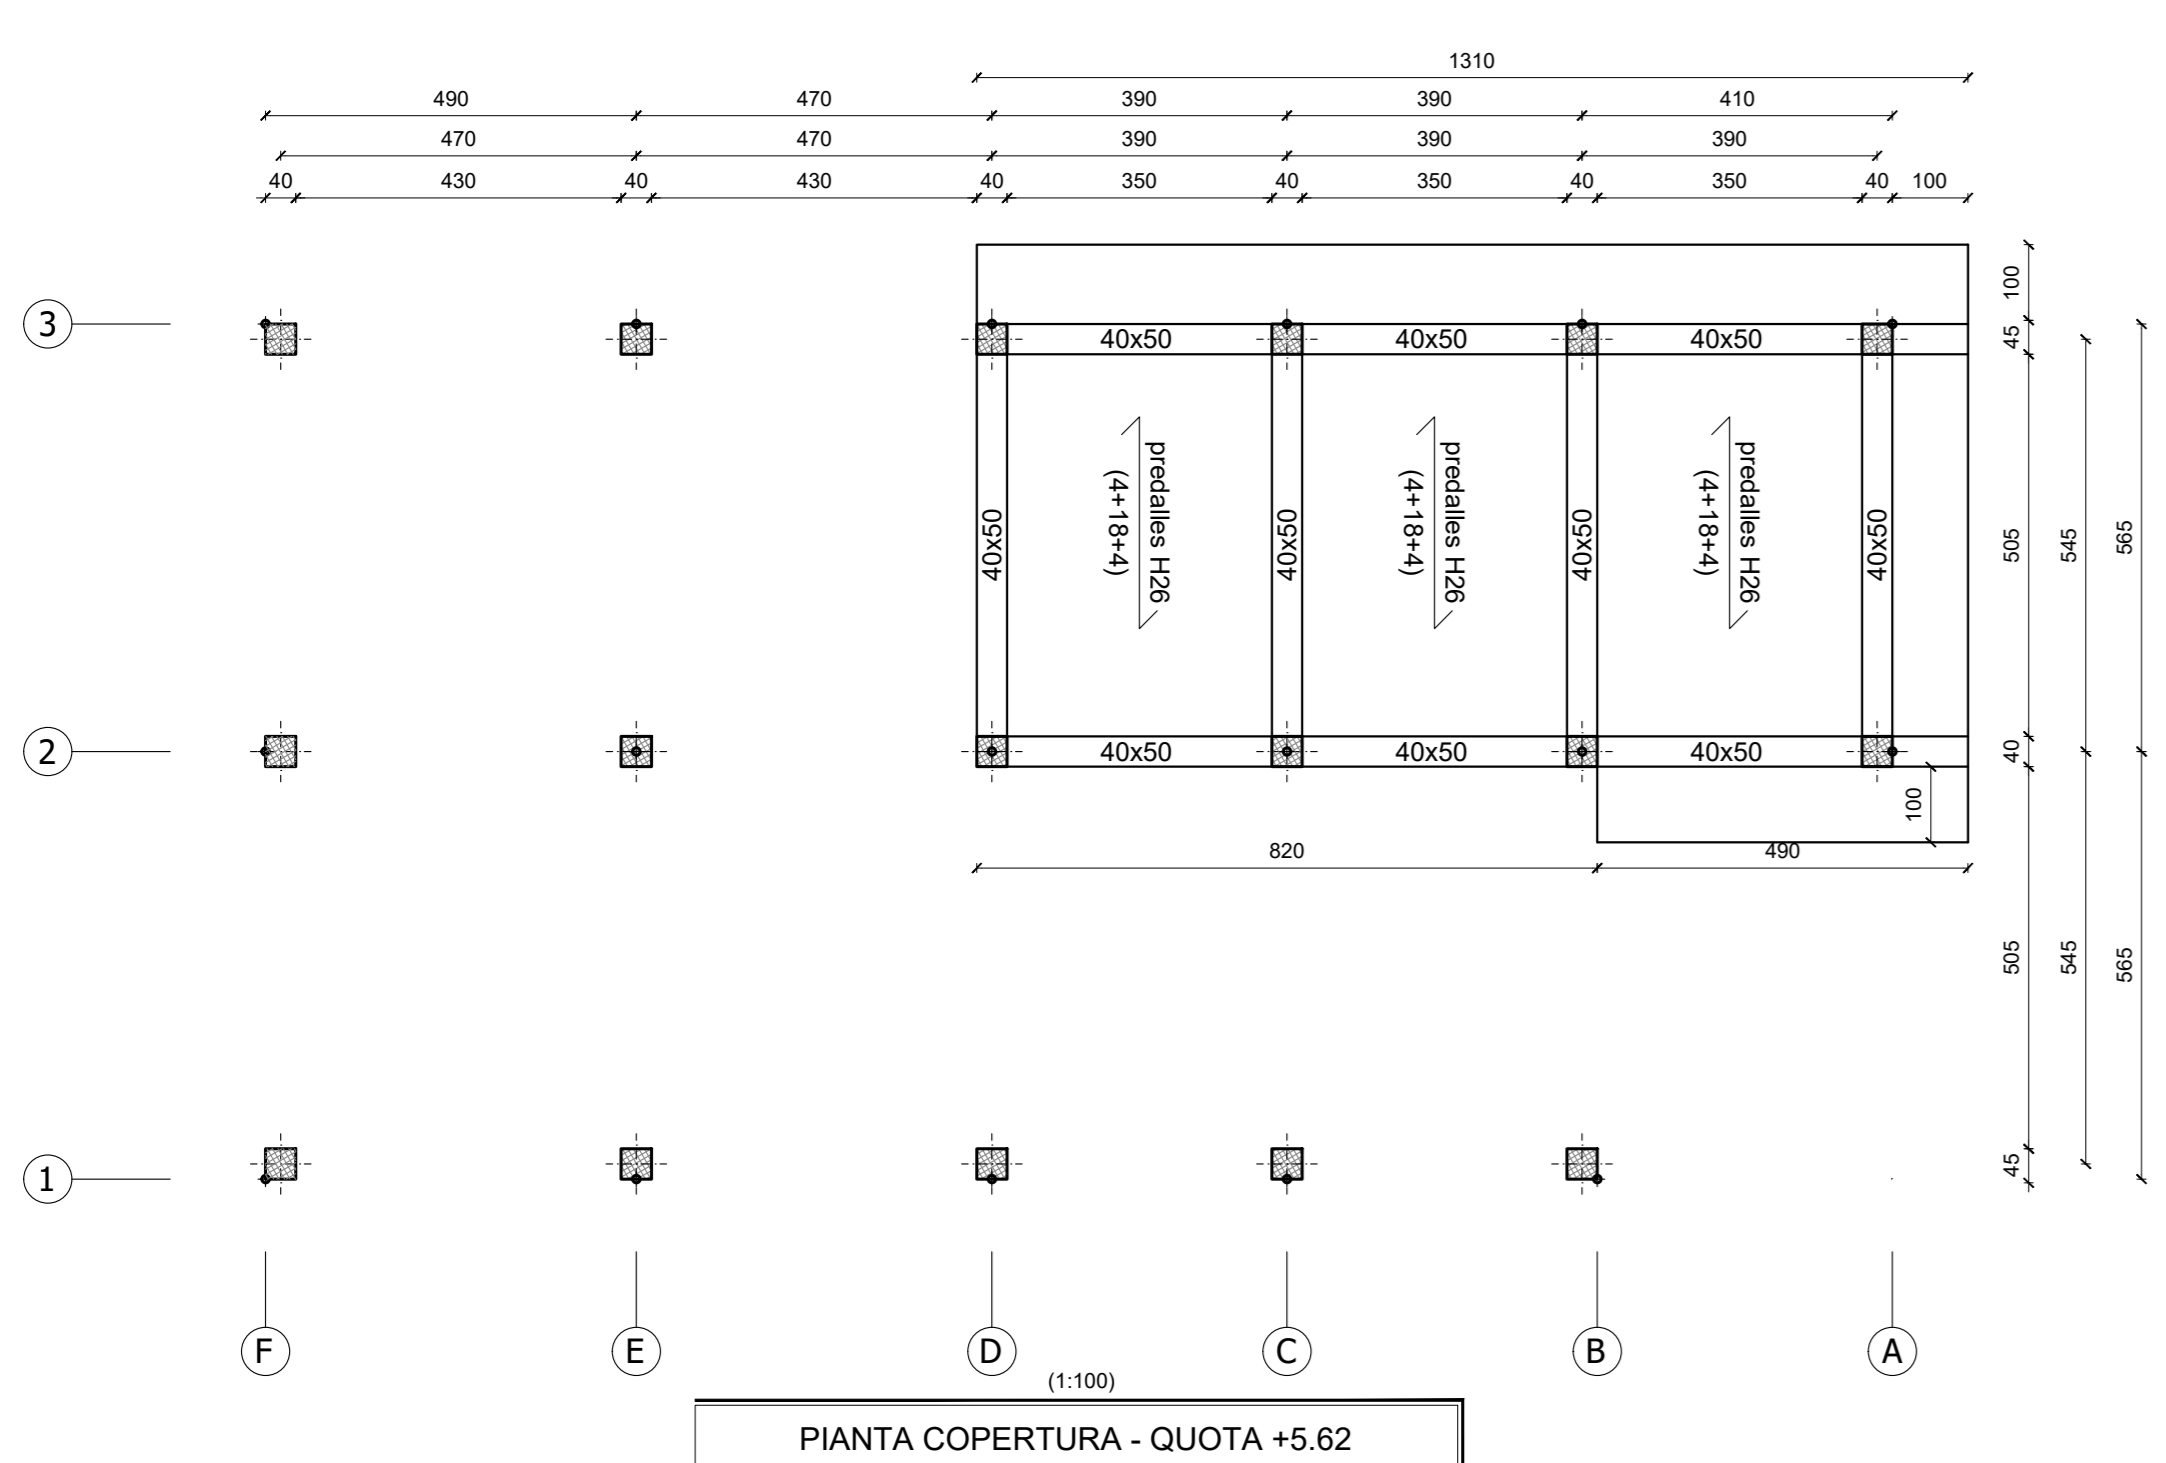 1310
490 470 390 390 410
470 470 390 390 390
40 430 40 430 40 350 40 350 40 350 40 100
100
3
40x50 40x50 40x50
45
predalles H26
(4+18+4)
predalles H26
(4+18+4)
predalles H26
(4+18+4)
40x50 40x50 40x50 40x50
505 545 565
2
40x50 40x50 40x50
40
100
820 490
505 545 565
1
45
F E D C B A
(1:100)
PIANTA COPERTURA - QUOTA +5.62